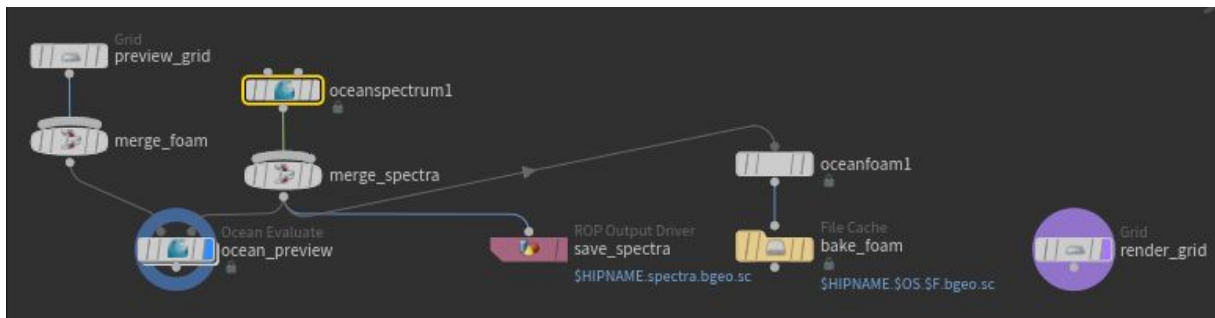 Grid
preview_grid
oceanspectrum1
merge_foam
merge_spectra
oceanfoam1
Ocean Evaluate
ocean_preview
ROP Output Driver
save_spectra
$HIPNAME.spectra.bgeo.sc
File Cache
bake_foam
$HIPNAME.$OS.$F.bgeo.sc
Grid
render_grid